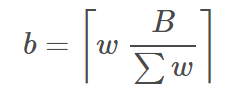 b = ⌈w B / ∑ w⌉